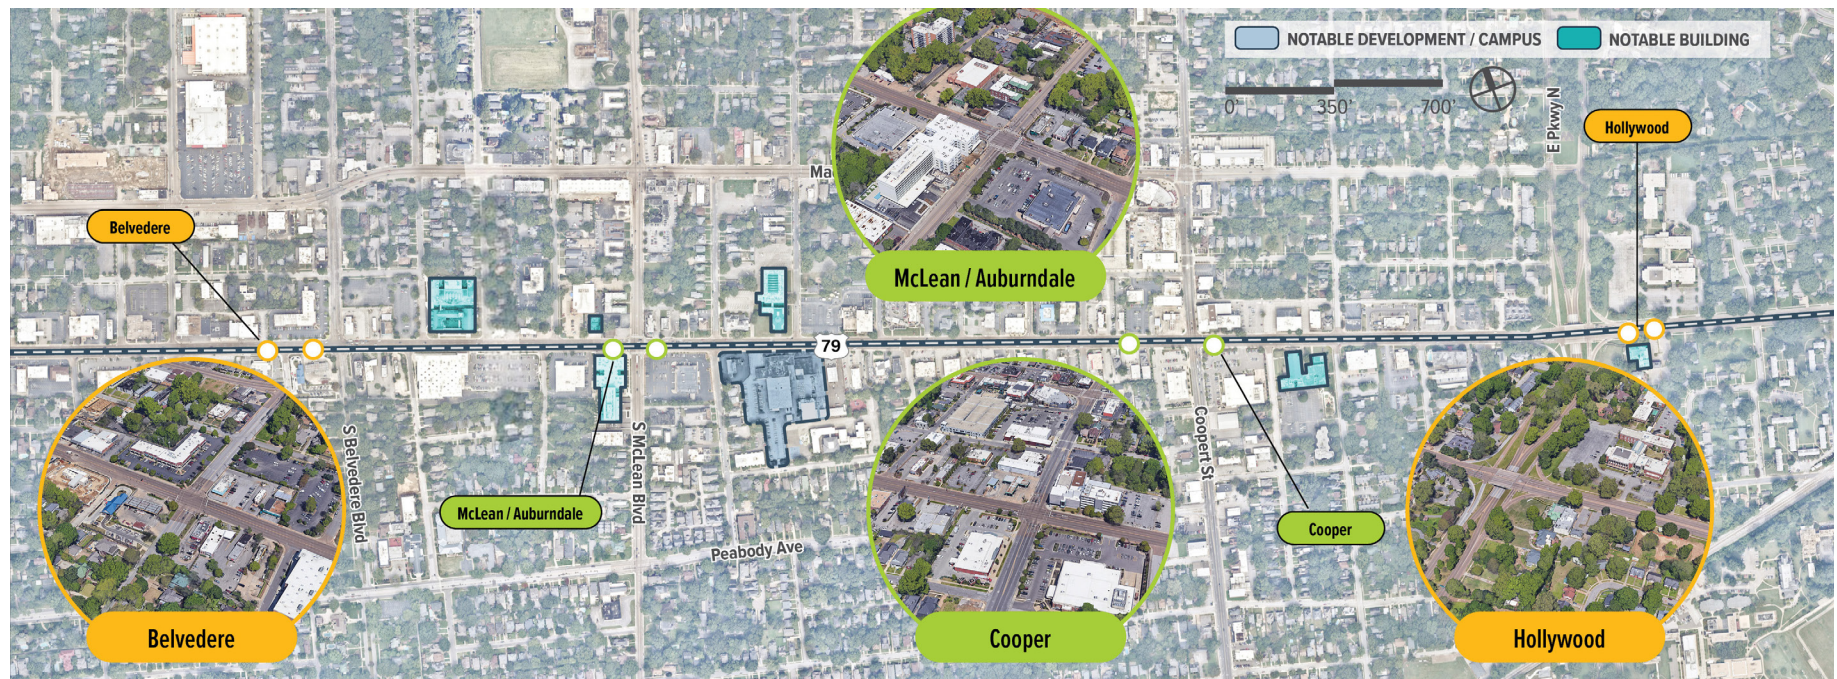 NOTABLE DEVELOPMENT / CAMPUS
NOTABLE BUILDING
0'
350'
700'
E Pkwy N
Hollywood
Ma
Belvedere
McLean / Auburndale
79
S Belvedere Blvd
S McLean Blvd
Coopert St
McLean / Auburndale
Cooper
Peabody Ave
Belvedere
Cooper
Hollywood